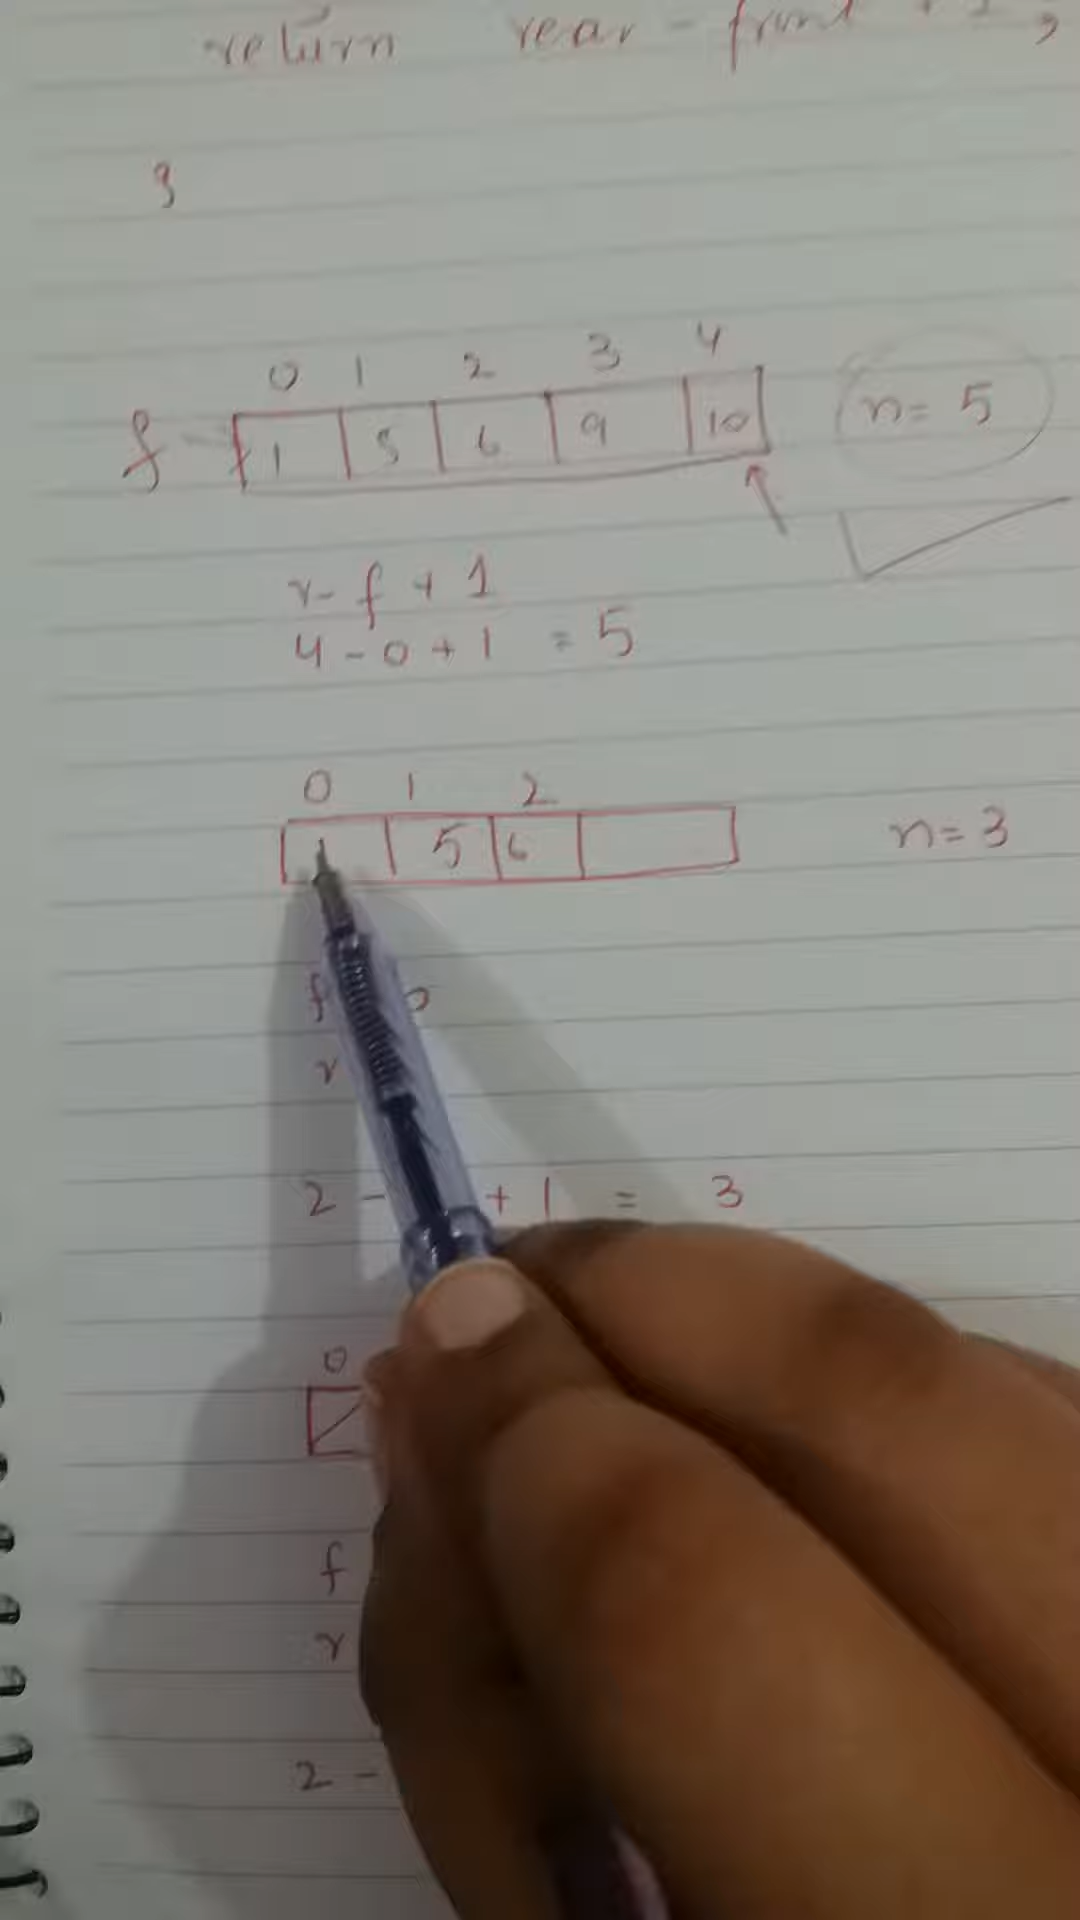 return rear - front + 1 ;
}
0 1 2 3 4
f 1 5 6 9 10 n = 5
r - f + 1
4 - 0 + 1 = 5
0 1 2
5 6 n = 3
f 0
r
2 - + 1 = 3
0
f
r
2 -